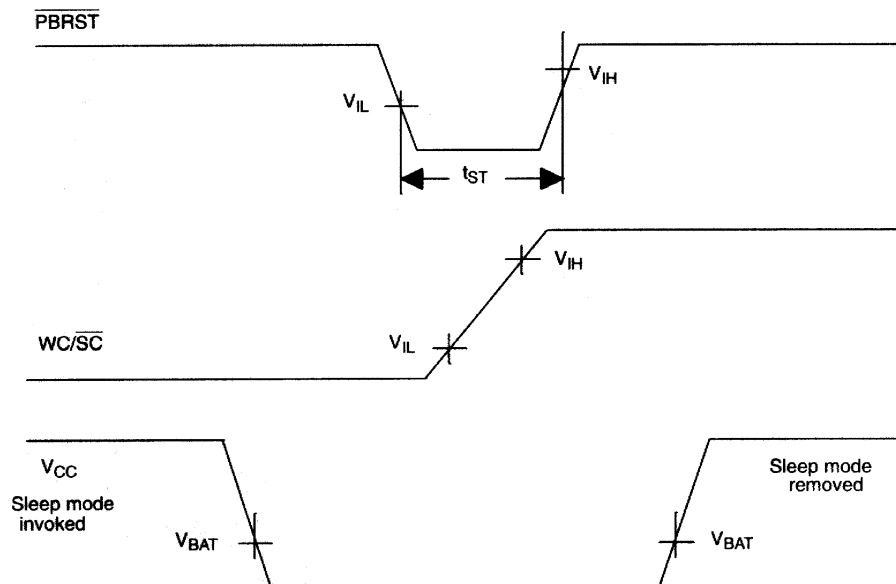 PBRST
VIL
VIH
tST
VIH
WC/SC
VIL
VCC
Sleep mode
invoked
VBAT
Sleep mode
removed
VBAT